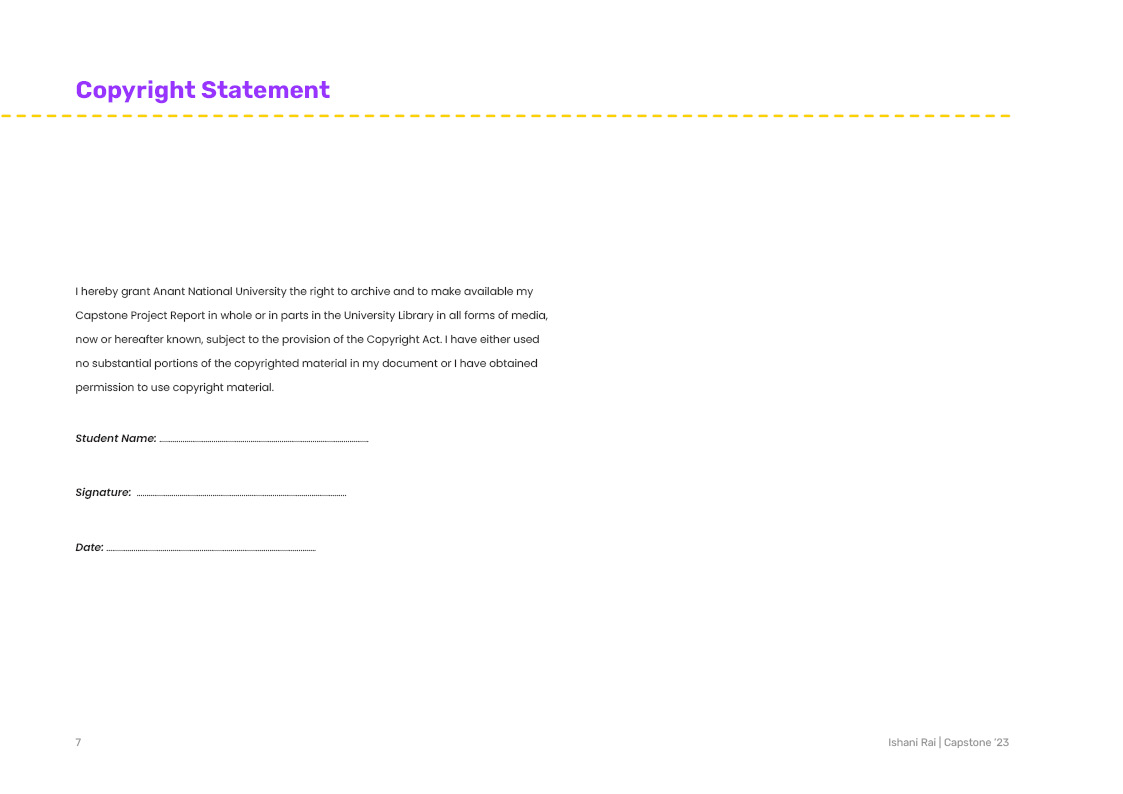 Copyright Statement
I hereby grant Anant National University the right to archive and to make available my
Capstone Project Report in whole or in parts in the University Library in all forms of media,
now or hereafter known, subject to the provision of the Copyright Act. I have either used
no substantial portions of the copyrighted material in my document or I have obtained
permission to use copyright material.
Student Name: ................................................................................................
Signature: ................................................................................................
Date: ................................................................................................
7
Ishani Rai | Capstone '23